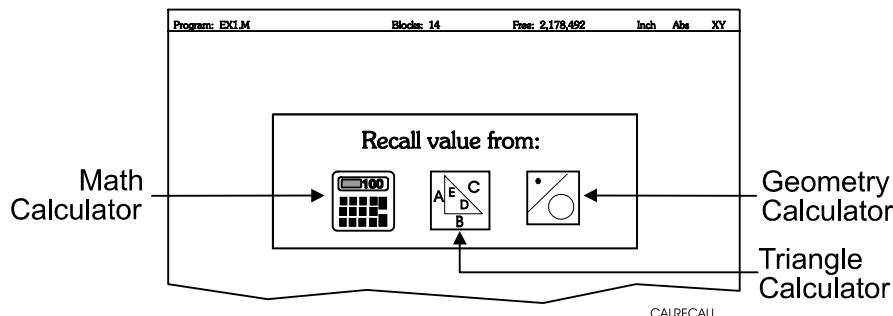 Program: EX1.M Blocks: 14 Free: 2,178,492 Inch Abs XY
Recall value from:
Math
Calculator
100
A E C
D
B
Geometry
Calculator
Triangle
Calculator
CALRECALL